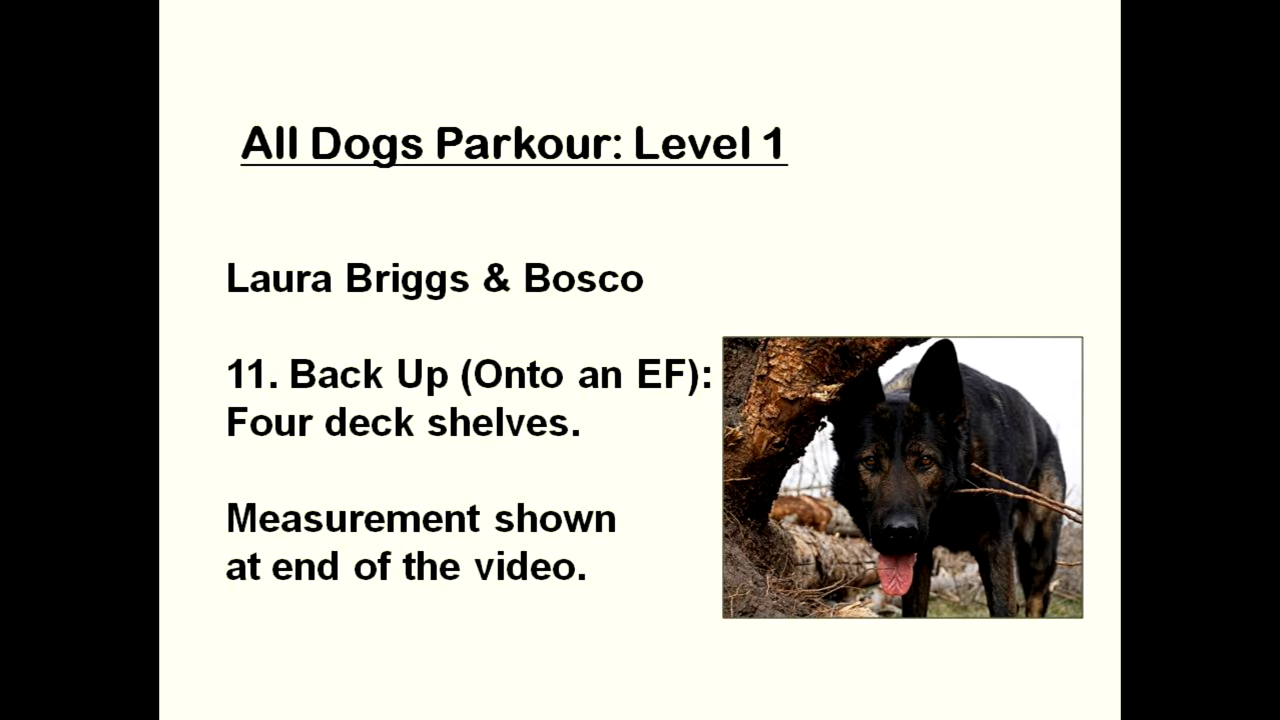 All Dogs Parkour: Level 1
Laura Briggs & Bosco
11. Back Up (Onto an EF):
Four deck shelves.
Measurement shown
at end of the video.